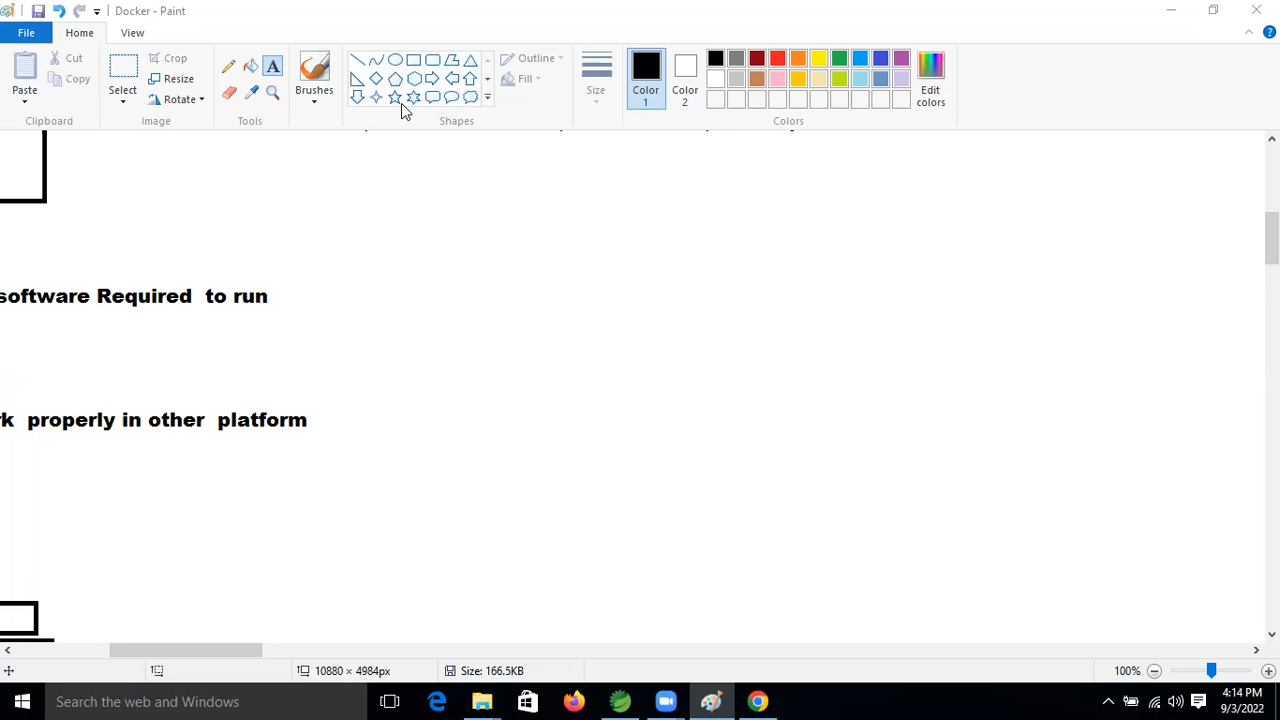 Docker - Paint
File Home View
Paste
Cut
Copy
Clipboard
Select
Crop
Resize
Rotate
Image
A
Tools
Brushes
Outline
Fill
Shapes
Size
Color 1
Color 2
Edit colors
Colors
software Required to run
k properly in other platform
10880 × 4984px
Size: 166.5KB
100%
Search the web and Windows
4:14 PM
9/3/2022